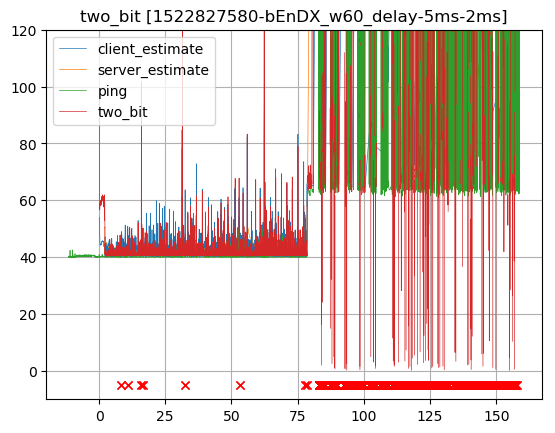 two_bit [1522827580-bEnDX_w60_delay-5ms-2ms]
120
100
80
60
40
20
0
client_estimate
server_estimate
ping
two_bit
0
25
50
75
100
125
150